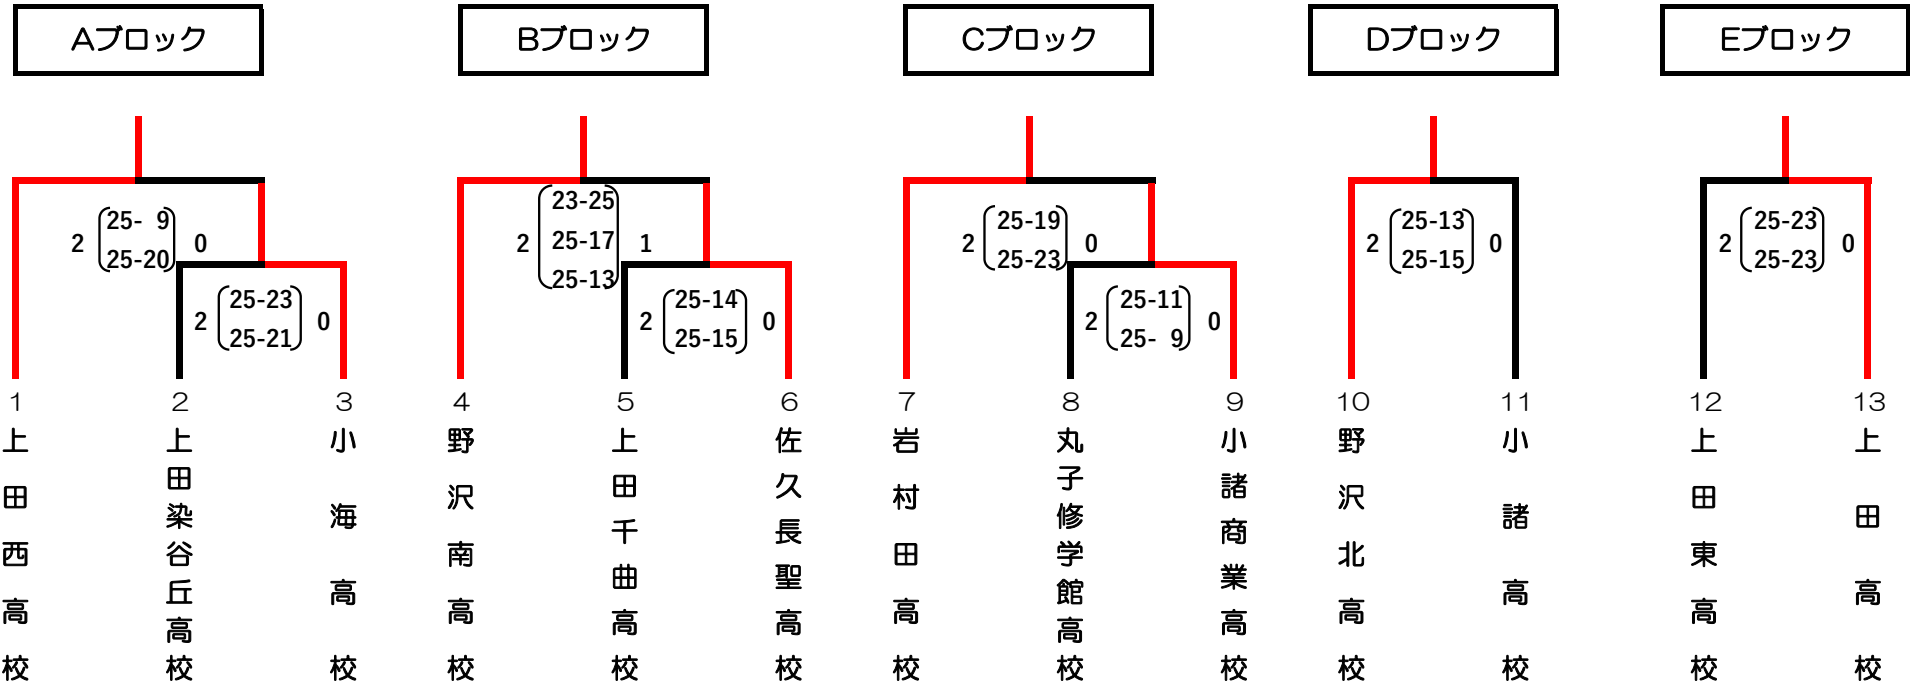 Aブロック
Bブロック
Cブロック
Dブロック
Eブロック
2 25- 9 0
25-20
2 25-23 0
25-21
23-25
2 25-17 1
25-13
2 25-14 0
25-15
2 25-19 0
25-23
2 25-11 0
25- 9
2 25-13 0
25-15
2 25-23 0
25-23
1
上田西高校
2
上田染谷丘高校
3
小海高校
4
野沢南高校
5
上田千曲高校
6
佐久長聖高校
7
岩村田高校
8
丸子修学館高校
9
小諸商業高校
10
野沢北高校
11
小諸高校
12
上田東高校
13
上田高校